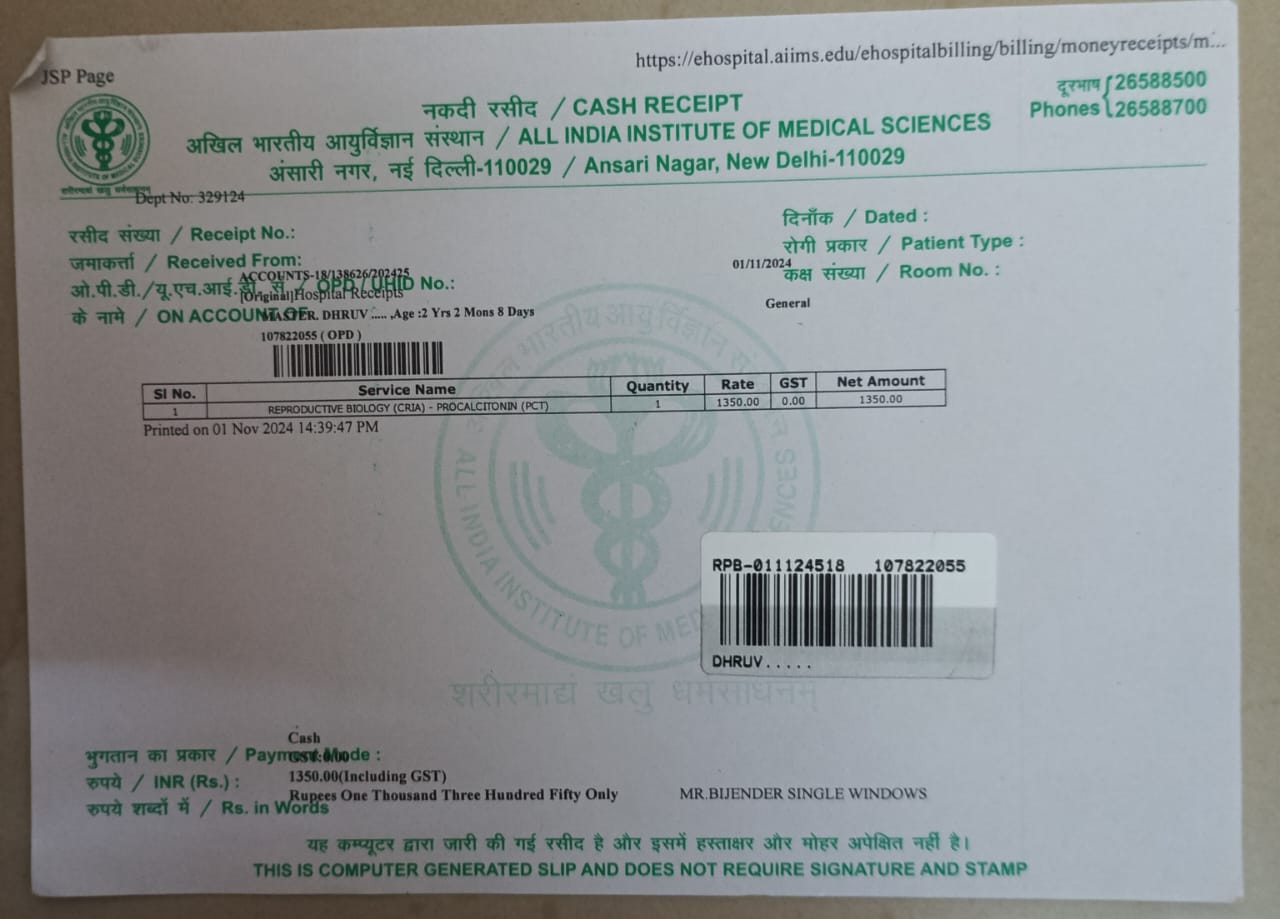 JSP Page
https://ehospital.aiims.edu/ehospitalbilling/billing/moneyreceipts/m...
नकदी रसीद / CASH RECEIPT
अखिल भारतीय आयुर्विज्ञान संस्थान / ALL INDIA INSTITUTE OF MEDICAL SCIENCES
अंसारी नगर, नई दिल्ली-110029 / Ansari Nagar, New Delhi-110029
दूरभाष 26588500
Phones 26588700
शरीरमाद्यं खलु धर्मसाधनम्
Dept No: 329124
रसीद संख्या / Receipt No.:
दिनाँक / Dated :
जमाकर्त्ता / Received From:
रोगी प्रकार / Patient Type :
ACCOUNTS-18/138626/202425
01/11/2024
कक्ष संख्या / Room No. :
ओ.पी.डी./यू.एच.आई.डी. सं. / OPD / UHID No.:
[Original]Hospital Receipts
General
के नामे / ON ACCOUNT OF
MASTER. DHRUV ..... ,Age :2 Yrs 2 Mons 8 Days
107822055 ( OPD )
Sl No. Service Name Quantity Rate GST Net Amount
1 REPRODUCTIVE BIOLOGY (CRIA) - PROCALCITONIN (PCT) 1 1350.00 0.00 1350.00
Printed on 01 Nov 2024 14:39:47 PM
RPB-011124518 107822055
DHRUV.....
शरीरमाद्यं खलु धर्मसाधनम्
Cash
भुगतान का प्रकार / Payment Mode :
GST:0.00
रुपये / INR (Rs.) :
1350.00(Including GST)
रुपये शब्दों में / Rs. in Words
Rupees One Thousand Three Hundred Fifty Only
MR.BIJENDER SINGLE WINDOWS
यह कम्प्यूटर द्वारा जारी की गई रसीद है और इसमें हस्ताक्षर और मोहर अपेक्षित नहीं है।
THIS IS COMPUTER GENERATED SLIP AND DOES NOT REQUIRE SIGNATURE AND STAMP